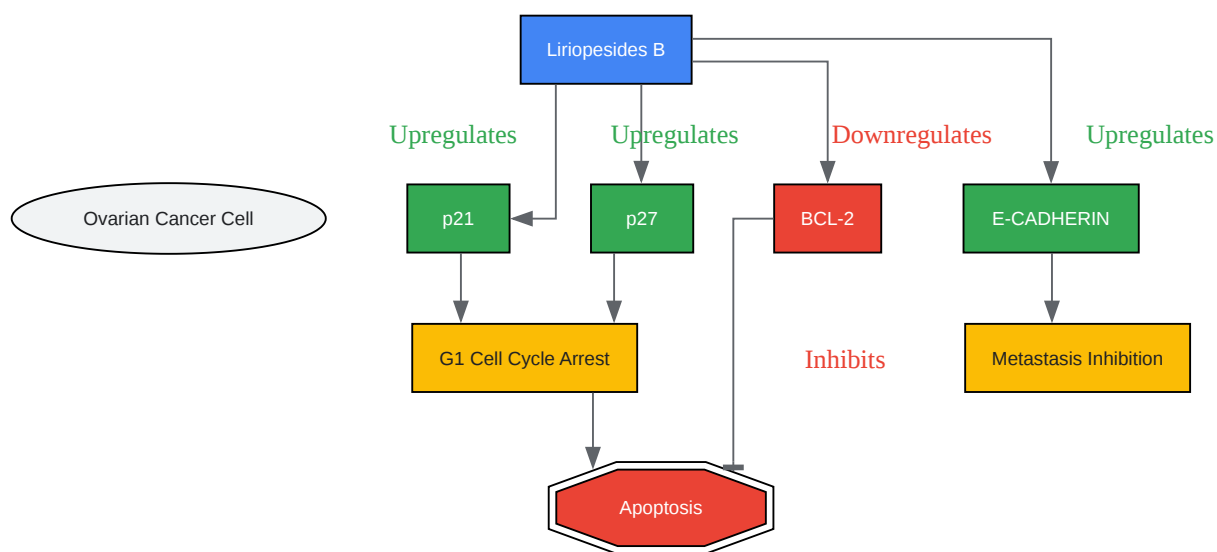 Liriopesides B
Upregulates
Upregulates
Downregulates
Upregulates
Ovarian Cancer Cell
p21
p27
BCL-2
E-CADHERIN
G1 Cell Cycle Arrest
Inhibits
Metastasis Inhibition
Apoptosis